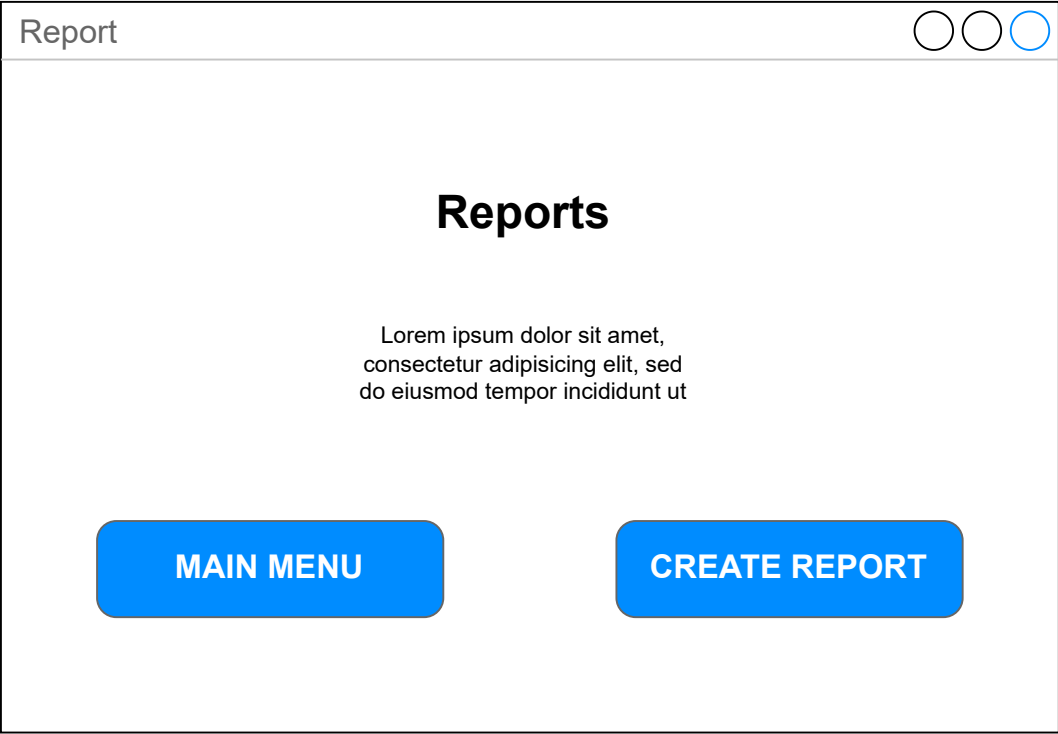 Report
Reports
Lorem ipsum dolor sit amet,
consectetur adipisicing elit, sed
do eiusmod tempor incididunt ut
MAIN MENU
CREATE REPORT